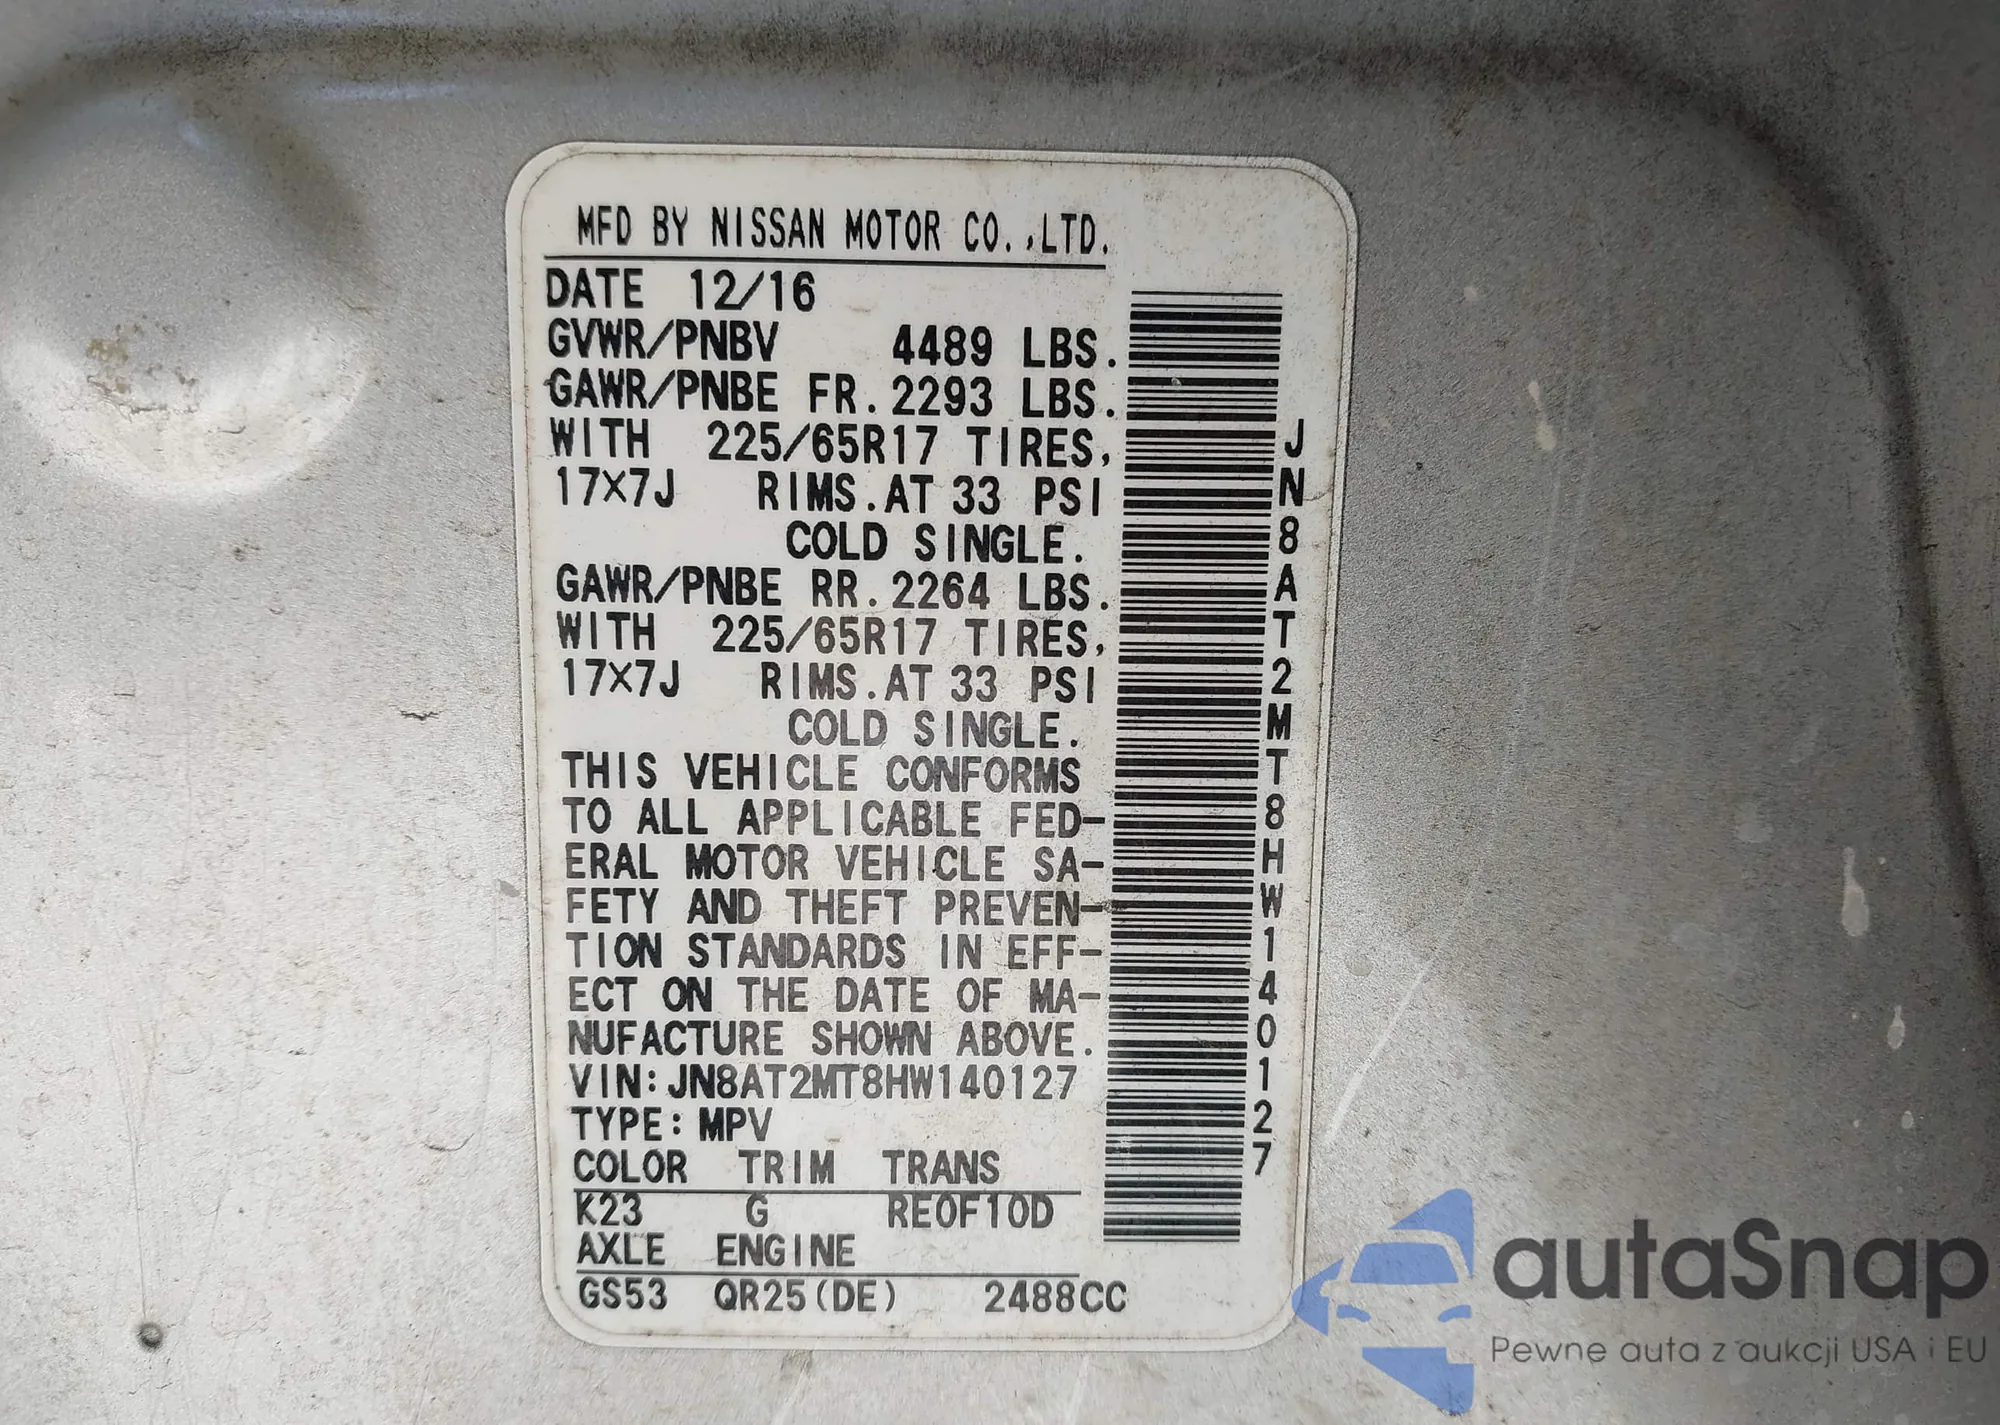 MFD BY NISSAN MOTOR CO.,LTD.
DATE 12/16
GVWR/PNBV 4489 LBS.
GAWR/PNBE FR.2293 LBS.
WITH 225/65R17 TIRES,
17X7J RIMS.AT 33 PSI
COLD SINGLE.
GAWR/PNBE RR.2264 LBS.
WITH 225/65R17 TIRES,
17X7J RIMS.AT 33 PSI
COLD SINGLE.
THIS VEHICLE CONFORMS
TO ALL APPLICABLE FED-
ERAL MOTOR VEHICLE SA-
FETY AND THEFT PREVEN-
TION STANDARDS IN EFF-
ECT ON THE DATE OF MA-
NUFACTURE SHOWN ABOVE.
VIN:JN8AT2MT8HW140127
TYPE:MPV
COLOR TRIM TRANS
K23 G RE0F10D
AXLE ENGINE
GS53 QR25(DE) 2488CC
JN8AT2MT8HW140127
autaSnap
Pewne auta z aukcji USA i EU